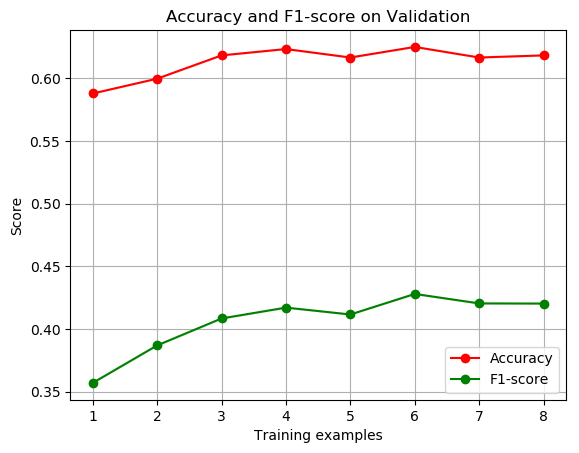 Accuracy and F1-score on Validation
Score
0.60
0.55
0.50
0.45
0.40
0.35
Accuracy
F1-score
1 2 3 4 5 6 7 8
Training examples